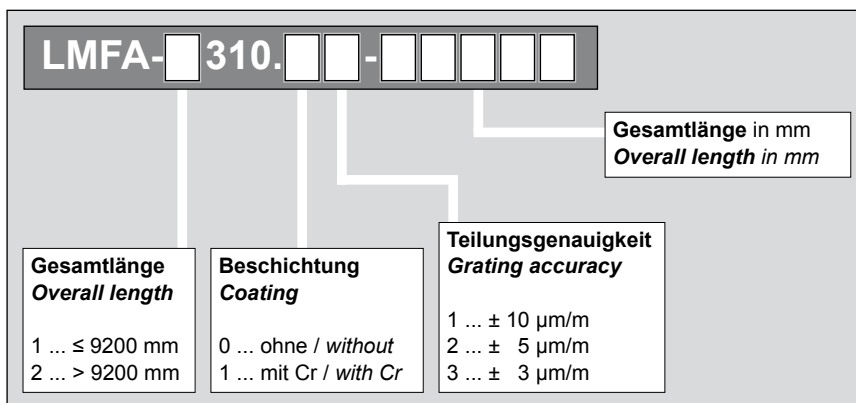 LMFA-□310.□□-□□□□□
Gesamtlänge in mm
Overall length in mm
Gesamtlänge
Overall length
1 ... ≤ 9200 mm
2 ... > 9200 mm
Beschichtung
Coating
0 ... ohne / without
1 ... mit Cr / with Cr
Teilungsgenauigkeit
Grating accuracy
1 ... ± 10 µm/m
2 ... ± 5 µm/m
3 ... ± 3 µm/m